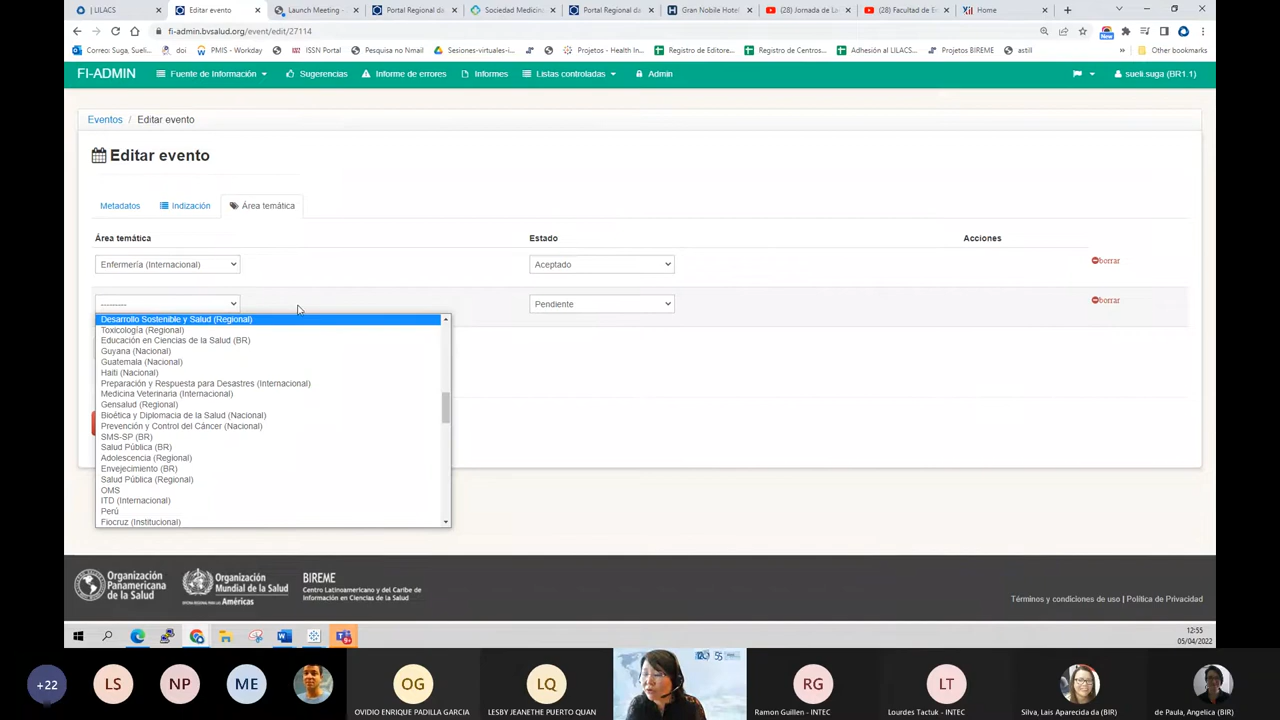 LILACS
Editar evento
Launch Meeting -
Portal Regional da
Sociedad Medicin
Portal Regional da
Gran Nobile Hotel
(28) Jornada de La
(28) Facultad de E
Home
fi-admin.bvsalud.org/event/edit/27114
Correo: Suga, Sueli
doi
PMIS - Workday
ISSN Portal
Pesquisa no Nmail
Sesiones-virtuales-i...
Projetos - Health In...
Registro de Editore...
Registro de Centros...
Adhesión al LILACS...
Projetos BIREME
astill
»
Other bookmarks
FI-ADMIN
Fuente de Información
Sugerencias
Informe de errores
Informes
Listas controladas
Admin
sueli.suga (BR1.1)
Eventos / Editar evento
Editar evento
Metadatos
Indización
Área temática
Área temática
Estado
Acciones
Enfermería (Internacional)
Aceptado
borrar
---------
Pendiente
borrar
Desarrollo Sostenible y Salud (Regional)
Toxicología (Regional)
Educación en Ciencias de la Salud (BR)
Guyana (Nacional)
Guatemala (Nacional)
Haiti (Nacional)
Preparación y Respuesta para Desastres (Internacional)
Medicina Veterinaria (Internacional)
Gensalud (Regional)
Bioética y Diplomacia de la Salud (Nacional)
Prevención y Control del Câncer (Nacional)
SMS-SP (BR)
Salud Pública (BR)
Adolescencia (Regional)
Envejecimiento (BR)
Salud Pública (Regional)
OMS
ITD (Internacional)
Perú
Fiocruz (Institucional)
Organización
Panamericana
de la Salud
Organización
Mundial de la Salud
Américas
BIREME
Centro Latinoamericano y del Caribe de
Información en Ciencias de la Salud
Términos y condiciones de uso | Política de Privacidad
12:55
05/04/2022
+22
LS
NP
ME
OG
OVIDIO ENRIQUE PADILLA GARCIA
LQ
LESBY JEANETHE PUERTO QUAN
RG
Ramon Guillen - INTEC
LT
Lourdes Tactuk - INTEC
Silva, Lais Aparecida da (BIR)
de Paula, Angelica (BIR)